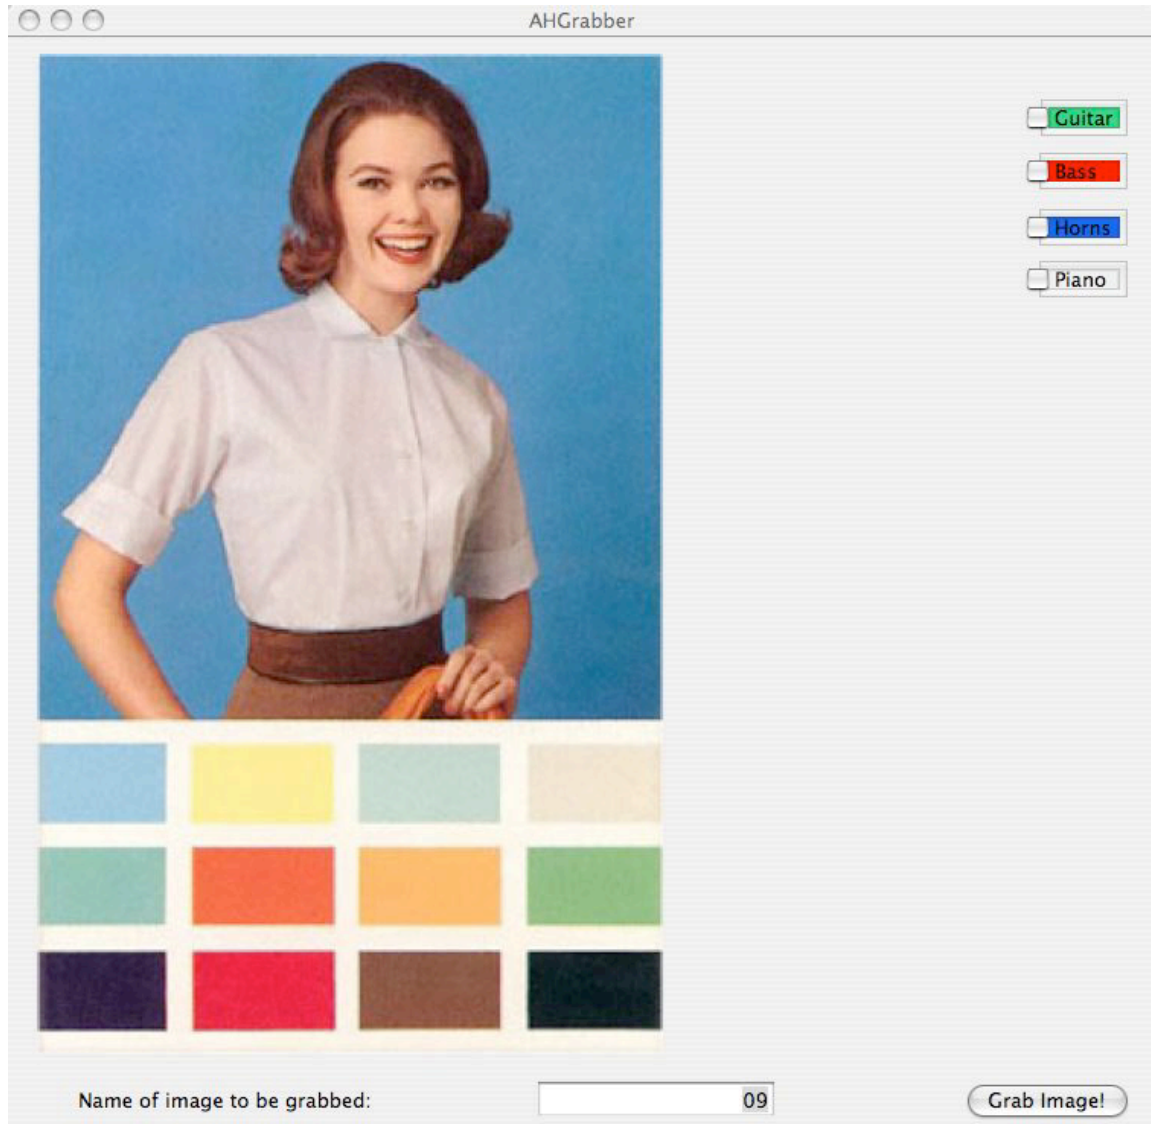 AHGrabber
Guitar
Bass
Horns
Piano
Name of image to be grabbed:
09
Grab Image!